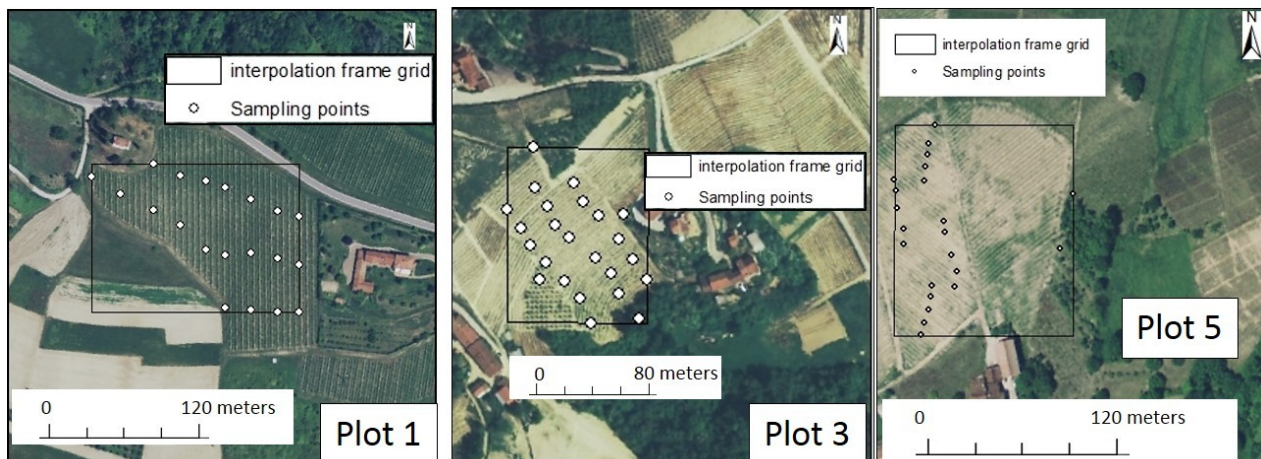 N
interpolation frame grid
Sampling points
0 120 meters
Plot 1
N
interpolation frame grid
Sampling points
0 80 meters
Plot 3
N
interpolation frame grid
Sampling points
Plot 5
0 120 meters